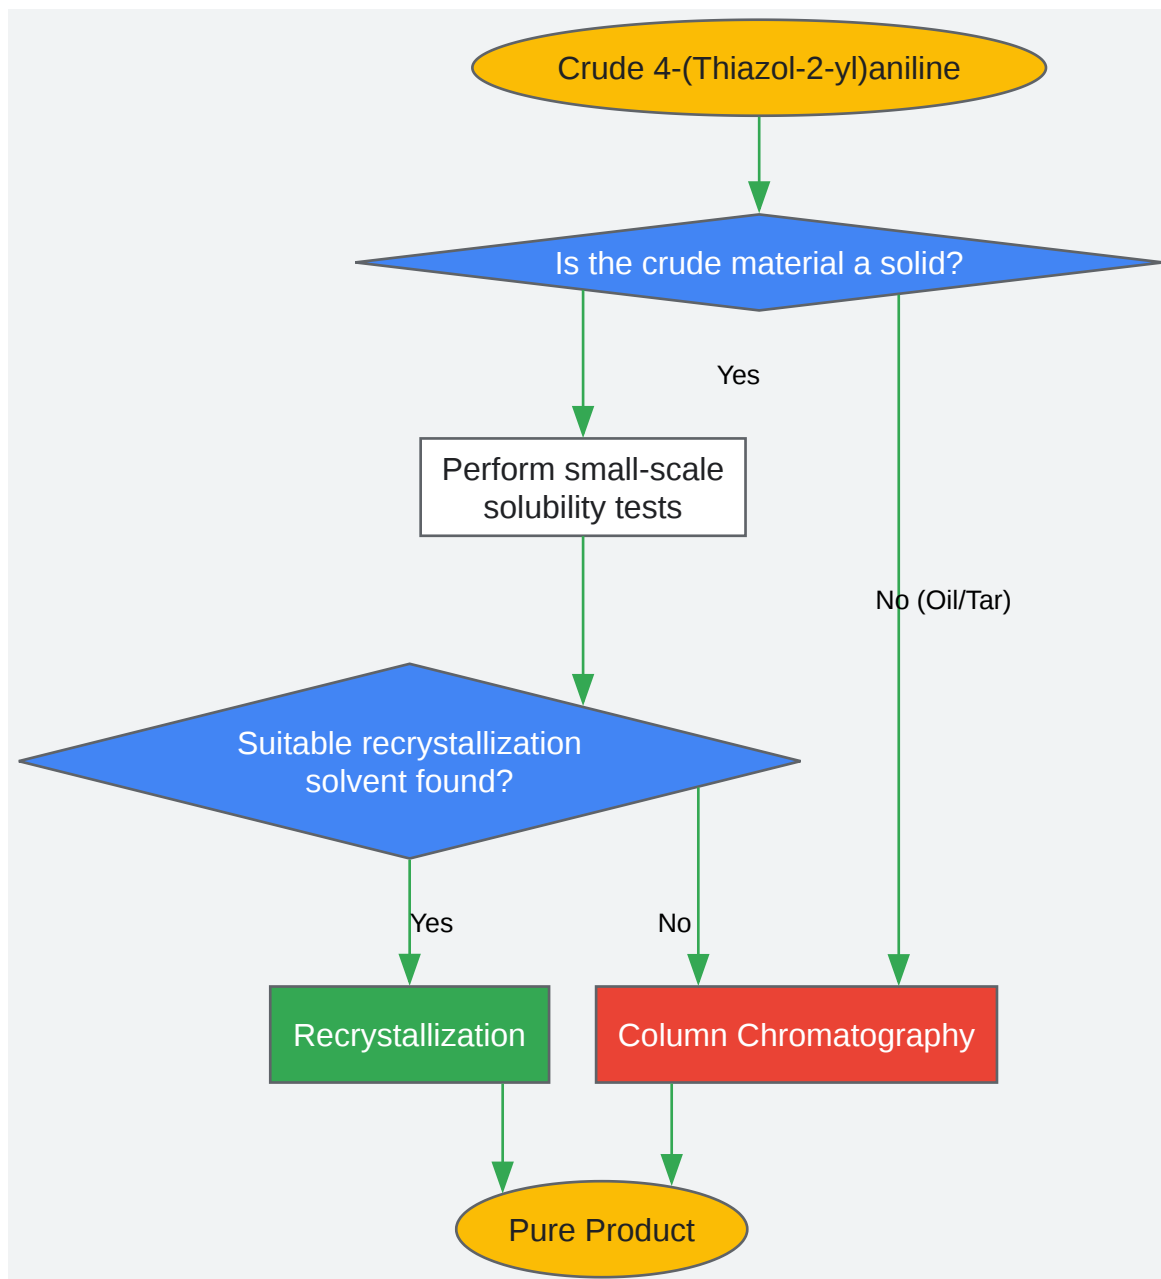 Crude 4-(Thiazol-2-yl)aniline
Is the crude material a solid?
Yes
Perform small-scale
solubility tests
No (Oil/Tar)
Suitable recrystallization
solvent found?
Yes
No
Recrystallization
Column Chromatography
Pure Product